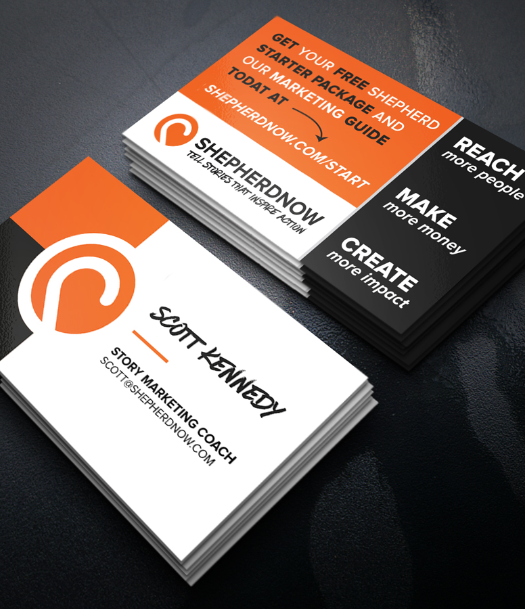 GET YOUR FREE SHEPHERD
STARTER PACKAGE AND
OUR MARKETING GUIDE
TODAT AT
SHEPHERDNOW.COM/START
SHEPHERDNOW
TELL STORIES THAT INSPIRE ACTION
REACH
more people
MAKE
more money
CREATE
more impact
SCOTT KENNEDY
STORY MARKETING COACH
SCOTT@SHEPHERDNOW.COM